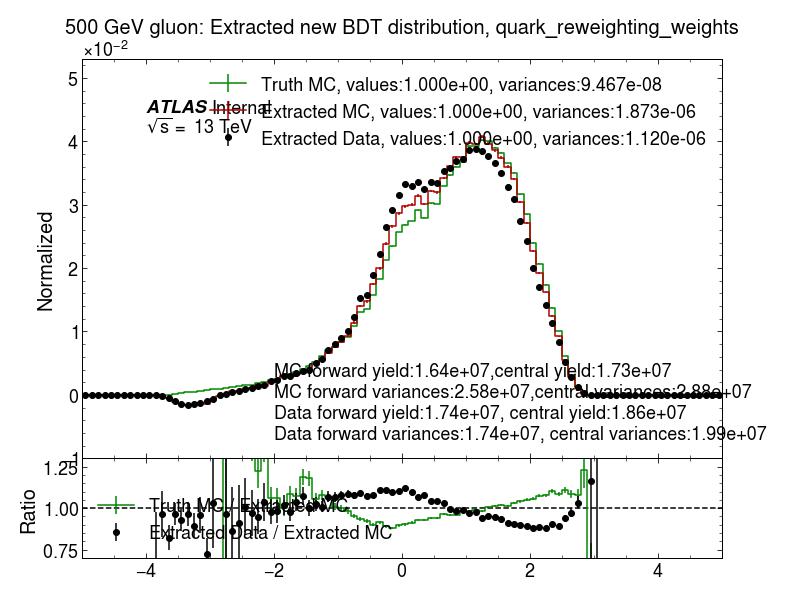 500 GeV gluon: Extracted new BDT distribution, quark_reweighting_weights
×10⁻²
Truth MC, values:1.000e+00, variances:9.467e-08
ATLAS Internal
Extracted MC, values:1.000e+00, variances:1.873e-06
√s = 13 TeV
Extracted Data, values:1.000e+00, variances:1.120e-06
5
4
3
2
1
0
1
Normalized
MC forward yield:1.64e+07,central yield:1.73e+07
MC forward variances:2.58e+07,central variances:2.88e+07
Data forward yield:1.74e+07, central yield:1.86e+07
Data forward variances:1.74e+07, central variances:1.99e+07
1.25
1.00
0.75
Ratio
Truth MC / Extracted MC
Extracted Data / Extracted MC
−4 −2 0 2 4